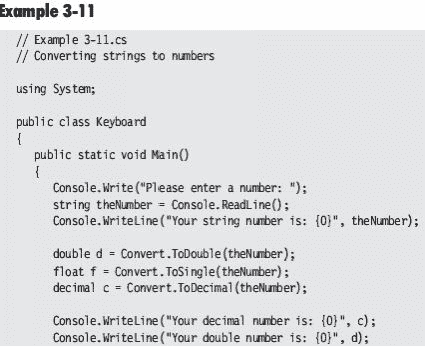 Example 3-11
// Example 3-11.cs
// Converting strings to numbers
using System;
public class Keyboard
{
public static void Main()
{
Console.Write("Please enter a number: ");
string theNumber = Console.ReadLine();
Console.WriteLine("Your string number is: {0}", theNumber);
double d = Convert.ToDouble(theNumber);
float f = Convert.ToSingle(theNumber);
decimal c = Convert.ToDecimal(theNumber);
Console.WriteLine("Your decimal number is: {0}", c);
Console.WriteLine("Your double number is: {0}", d);